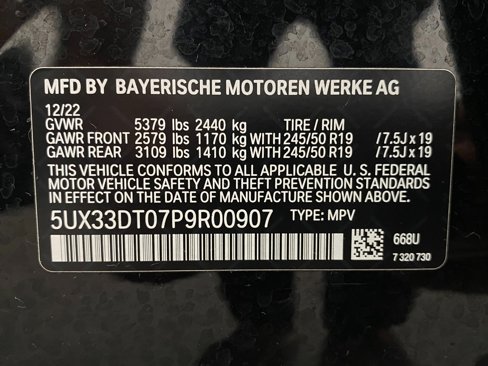 MFD BY BAYERISCHE MOTOREN WERKE AG
12/22
GVWR 5379 lbs 2440 kg TIRE / RIM
GAWR FRONT 2579 lbs 1170 kg WITH 245/50 R19 /7.5J x 19
GAWR REAR 3109 lbs 1410 kg WITH 245/50 R19 /7.5J x 19
THIS VEHICLE CONFORMS TO ALL APPLICABLE U. S. FEDERAL
MOTOR VEHICLE SAFETY, BUMPER AND THEFT PREVENTION
STANDARDS IN EFFECT ON THE DATE OF MANUFACTURE SHOWN ABOVE.
5UX33DT07P9R00907 TYPE: MPV
668U
7 320 730